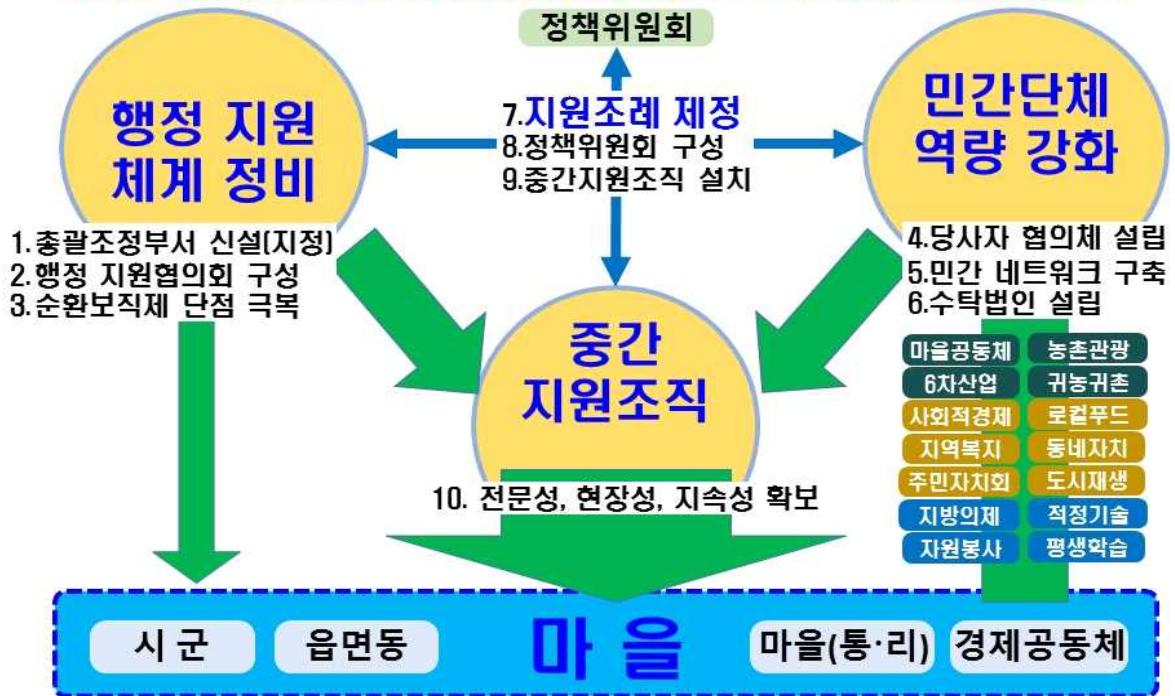 정책위원회
행정 지원
체계 정비
7.지원조례 제정
8.정책위원회 구성
9.중간지원조직 설치
민간단체
역량 강화
1. 총괄조정부서 신설(지정)
2. 행정 지원협의회 구성
3. 순환보직제 단점 극복
4.당사자 협의체 설립
5.민간 네트워크 구축
6.수탁법인 설립
중간
지원조직
마을공동체 농촌관광
6차산업 귀농귀촌
사회적경제 로컬푸드
지역복지 동네자치
주민자치회 도시재생
지방의제 적정기술
자원봉사 평생학습
10. 전문성, 현장성, 지속성 확보
시 군 읍면동 마 을 마을(통·리) 경제공동체